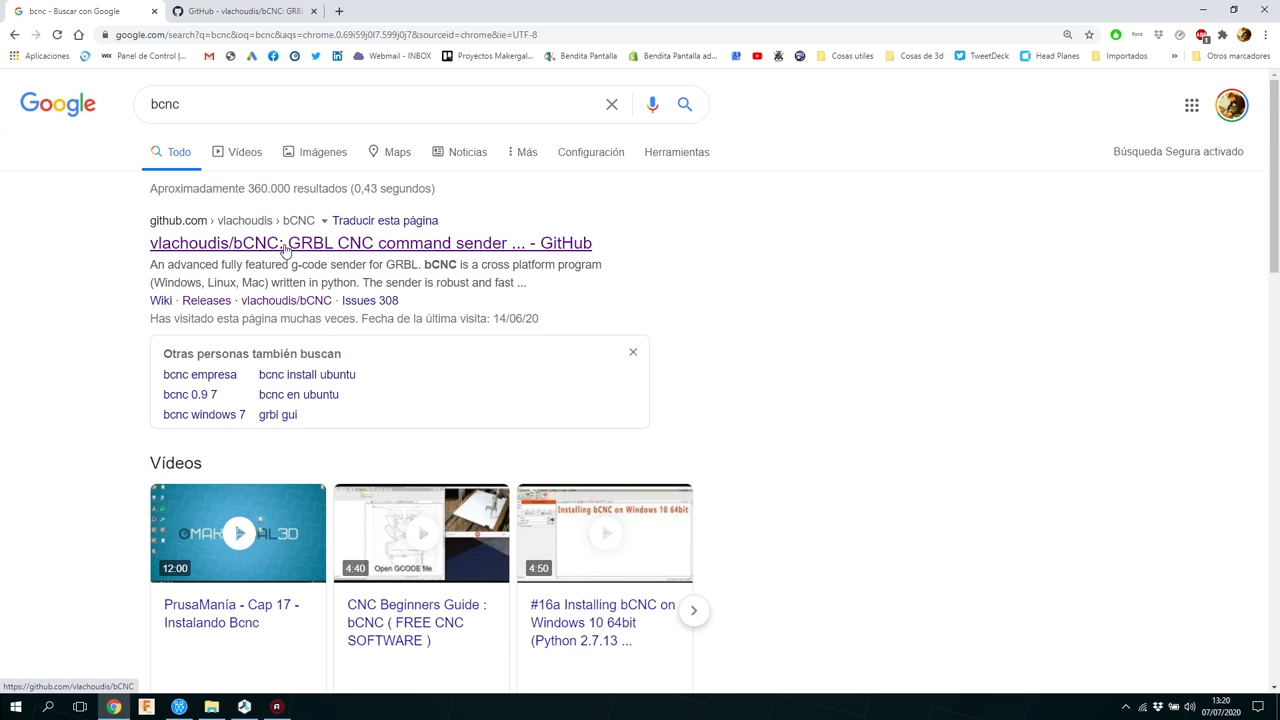 bcnc - Buscar con Google
GitHub - vlachoudis/bCNC: GRBL
google.com/search?q=bcnc&oq=bcnc&aqs=chrome.0.69i59j0l7.599j0j7&sourceid=chrome&ie=UTF-8
Aplicaciones
WIX Panel de Control |...
Webmail - INBOX
Proyectos Makergal...
Bendita Pantalla
Bendita Pantalla ad...
Cosas utiles
Cosas de 3d
TweetDeck
Head Planes
Importados
»
Otros marcadores
Google
bcnc
Todo
Vídeos
Imágenes
Maps
Noticias
Más
Configuración
Herramientas
Búsqueda Segura activado
Aproximadamente 360.000 resultados (0,43 segundos)
github.com › vlachoudis › bCNC Traducir esta página
vlachoudis/bCNC: GRBL CNC command sender ... - GitHub
An advanced fully featured g-code sender for GRBL. bCNC is a cross platform program
(Windows, Linux, Mac) written in python. The sender is robust and fast ...
Wiki · Releases · vlachoudis/bCNC · Issues 308
Has visitado esta página muchas veces. Fecha de la última visita: 14/06/20
Otras personas también buscan
bcnc empresa bcnc install ubuntu
bcnc 0.9 7 bcnc en ubuntu
bcnc windows 7 grbl gui
Vídeos
12:00
4:40
Open GCODE file
Installing bCNC on Windows 10 64bit
4:50
PrusaManía - Cap 17 -
Instalando Bcnc
CNC Beginners Guide :
bCNC ( FREE CNC
SOFTWARE )
#16a Installing bCNC on
Windows 10 64bit
(Python 2.7.13 ...
https://github.com/vlachoudis/bCNC
13:20
07/07/2020